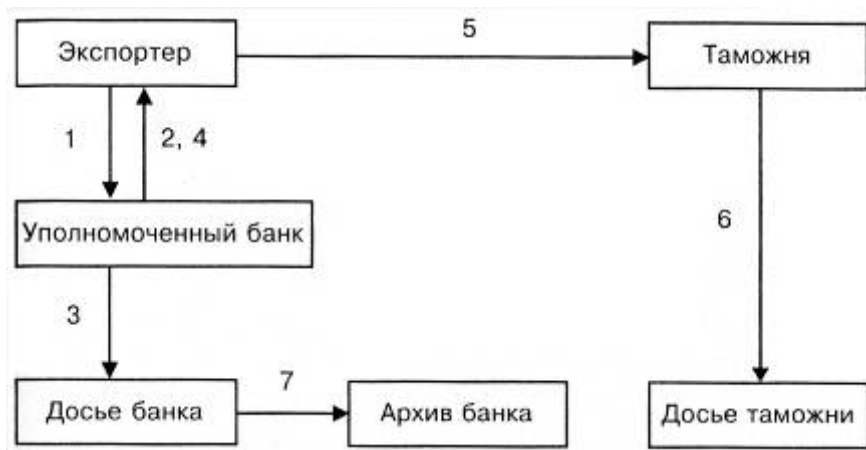 5
Экспортер
Таможня
1
2, 4
Уполномоченный банк
6
3
7
Досье банка
Архив банка
Досье таможни